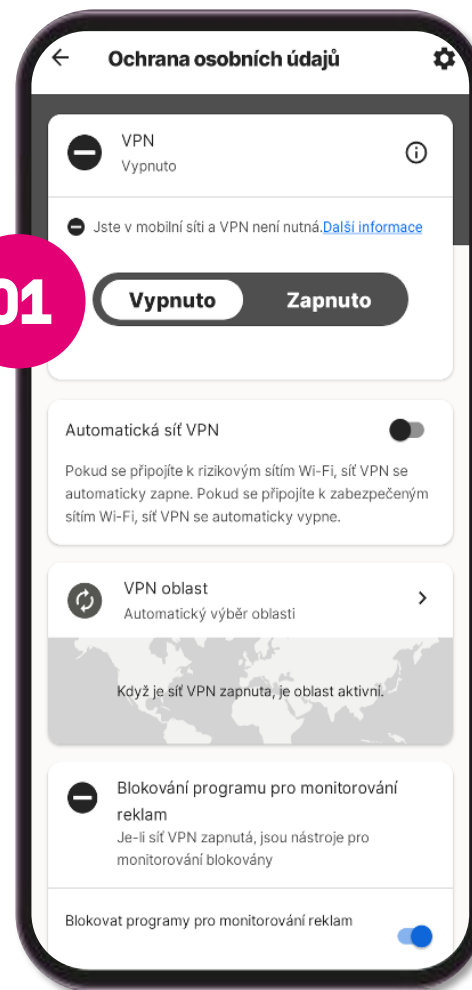 Ochrana osobních údajů
VPN
Vypnuto
Jste v mobilní síti a VPN není nutná.Další informace
01
Vypnuto Zapnuto
Automatická síť VPN
Pokud se připojíte k rizikovým sítím Wi-Fi, síť VPN se
automaticky zapne. Pokud se připojíte k zabezpečeným
sítím Wi-Fi, síť VPN se automaticky vypne.
VPN oblast
Automatický výběr oblasti
Když je síť VPN zapnuta, je oblast aktivní.
Blokování programu pro monitorování
reklam
Je-li síť VPN zapnutá, jsou nástroje pro
monitorování blokovány
Blokovat programy pro monitorování reklam